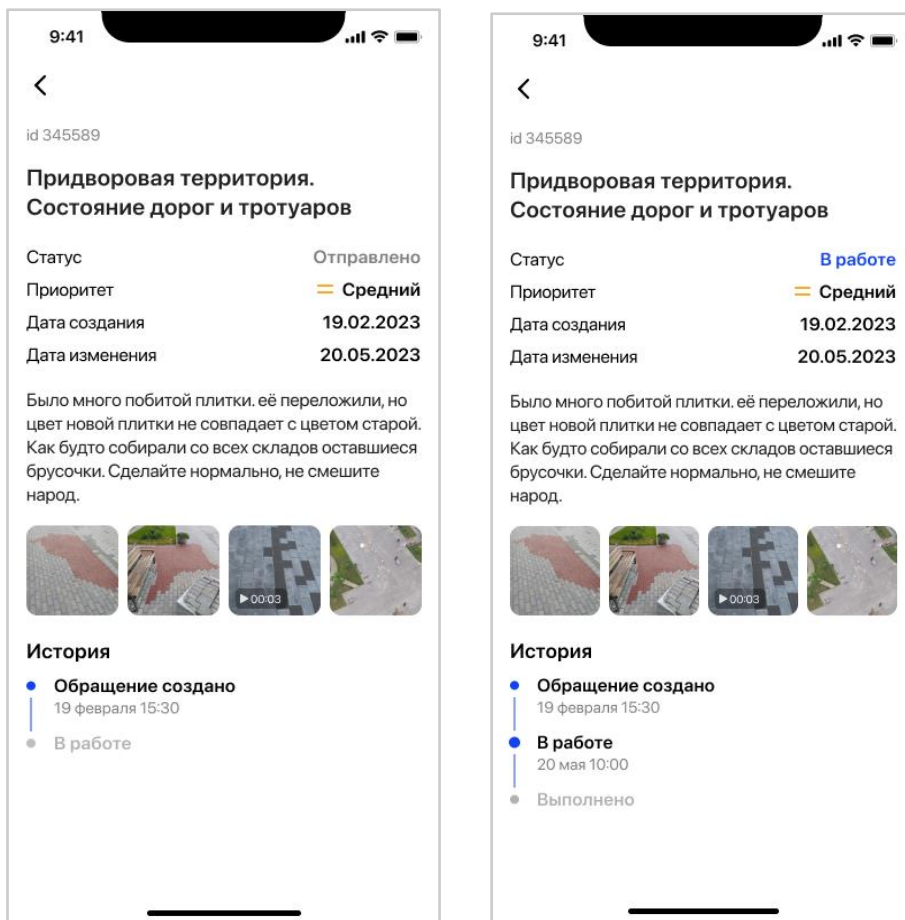 9:41
id 345589
Придворовая территория.
Состояние дорог и тротуаров
Статус Отправлено
Приоритет Средний
Дата создания 19.02.2023
Дата изменения 20.05.2023
Было много побитой плитки. её переложили, но
цвет новой плитки не совпадает с цветом старой.
Как будто собирали со всех складов оставшиеся
брусочки. Сделайте нормально, не смешите
народ.
00:03
История
Обращение создано
19 февраля 15:30
В работе
9:41
id 345589
Придворовая территория.
Состояние дорог и тротуаров
Статус В работе
Приоритет Средний
Дата создания 19.02.2023
Дата изменения 20.05.2023
Было много побитой плитки. её переложили, но
цвет новой плитки не совпадает с цветом старой.
Как будто собирали со всех складов оставшиеся
брусочки. Сделайте нормально, не смешите
народ.
00:03
История
Обращение создано
19 февраля 15:30
В работе
20 мая 10:00
Выполнено